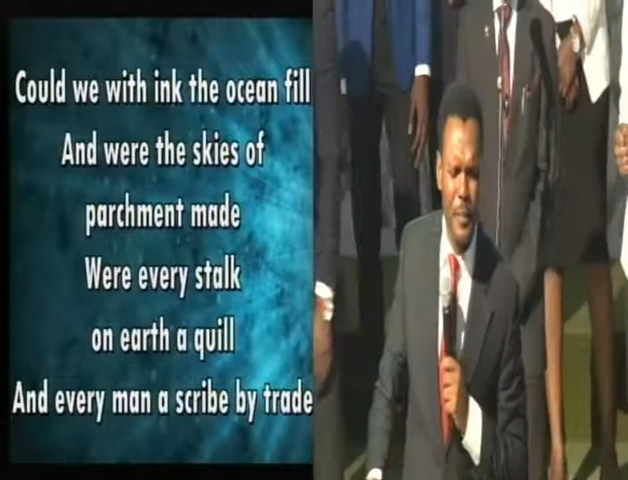 Could we with ink the ocean fill
And were the skies of
parchment made
Were every stalk
on earth a quill
And every man a scribe by trade